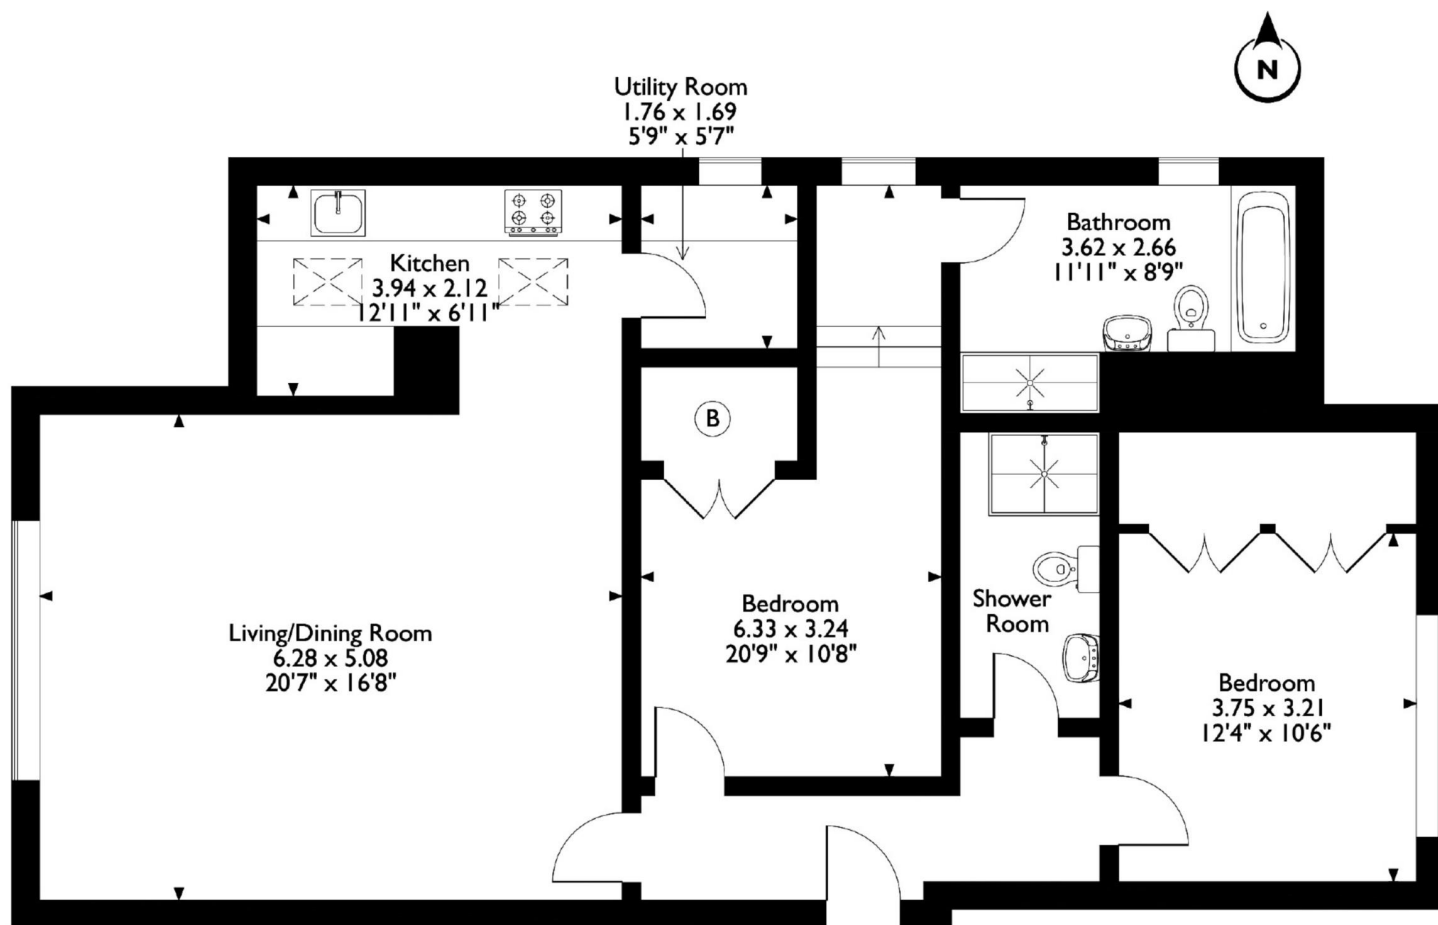 N
Utility Room
1.76 x 1.69
5'9" x 5'7"
Kitchen
3.94 x 2.12
12'11" x 6'11"
Bathroom
3.62 x 2.66
11'11" x 8'9"
B
Living/Dining Room
6.28 x 5.08
20'7" x 16'8"
Bedroom
6.33 x 3.24
20'9" x 10'8"
Shower
Room
Bedroom
3.75 x 3.21
12'4" x 10'6"